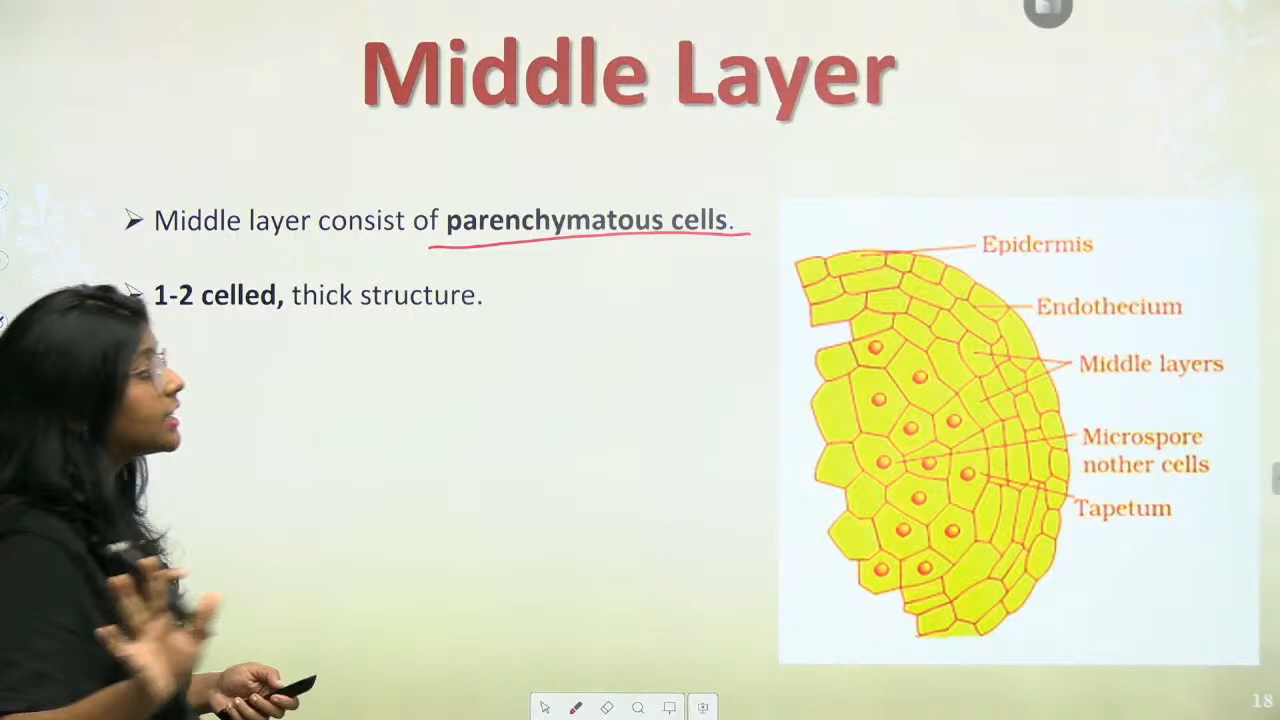 Middle Layer
➢ Middle layer consist of parenchymatous cells.
➢ 1-2 celled, thick structure.
Epidermis
Endothecium
Middle layers
Microspore
nother cells
Tapetum
18